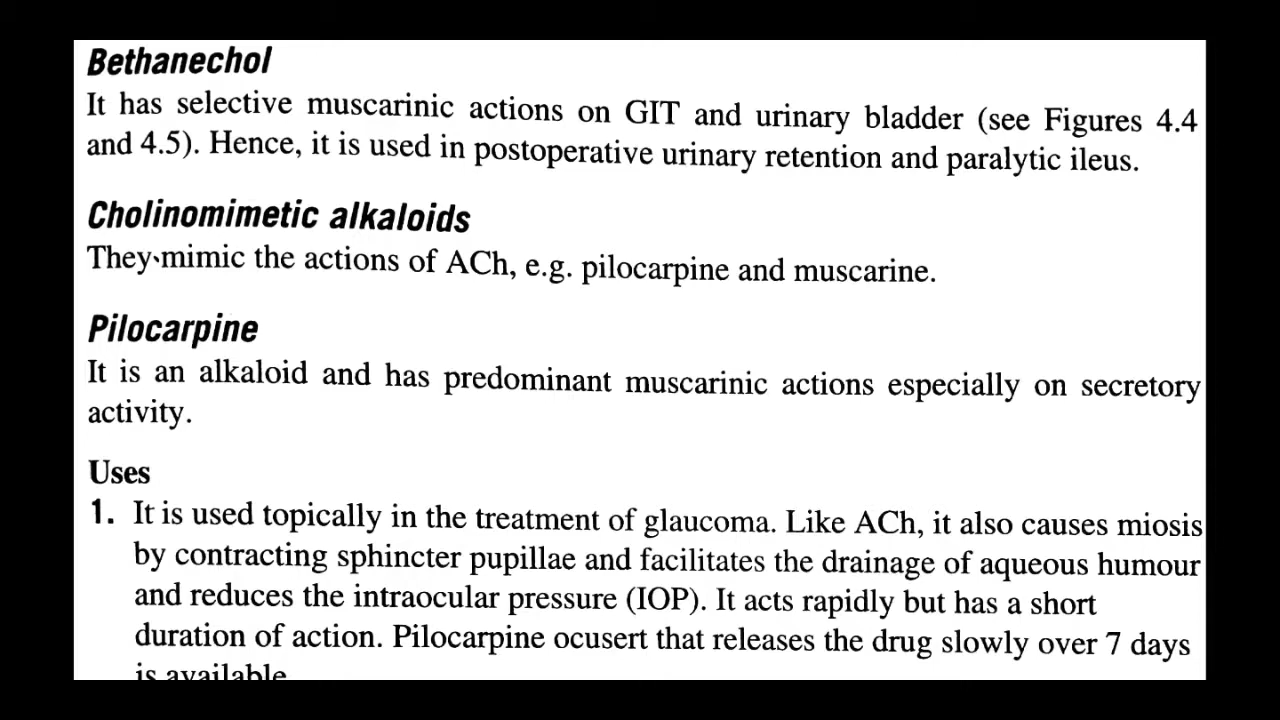 Bethanechol
It has selective muscarinic actions on GIT and urinary bladder (see Figures 4.4
and 4.5). Hence, it is used in postoperative urinary retention and paralytic ileus.
Cholinomimetic alkaloids
They mimic the actions of ACh, e.g. pilocarpine and muscarine.
Pilocarpine
It is an alkaloid and has predominant muscarinic actions especially on secretory
activity.
Uses
1. It is used topically in the treatment of glaucoma. Like ACh, it also causes miosis
by contracting sphincter pupillae and facilitates the drainage of aqueous humour
and reduces the intraocular pressure (IOP). It acts rapidly but has a short
duration of action. Pilocarpine ocusert that releases the drug slowly over 7 days
is available